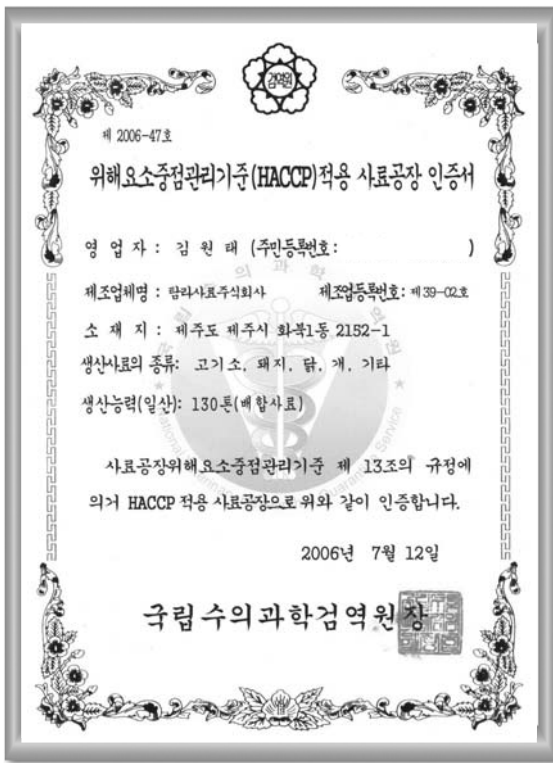 검역원
제 2006-47호
위해요소중점관리기준(HACCP)적용 사료공장 인증서
영 업 자 : 김 원 태 (주민등록번호: )
제조업체명 : 탐라사료주식회사 제조업등록번호: 제39-02호
소 재 지 : 제주도 제주시 화북1동 2152-1
생산사료의 종류: 고기소, 돼지, 닭, 개, 기타
생산능력(일산): 130톤(배합사료)
사료공장위해요소중점관리기준 제 13조의 규정에
의거 HACCP 적용 사료공장으로 위와 같이 인증합니다.
2006년 7월 12일
국립수의과학검역원장